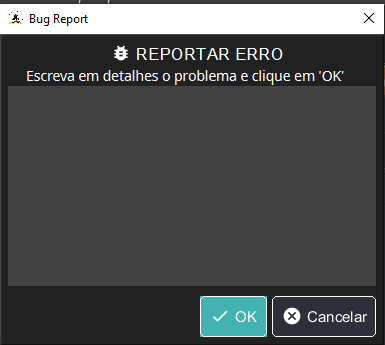 Bug Report
REPORTAR ERRO
Escreva em detalhes o problema e clique em 'OK'
OK
Cancelar